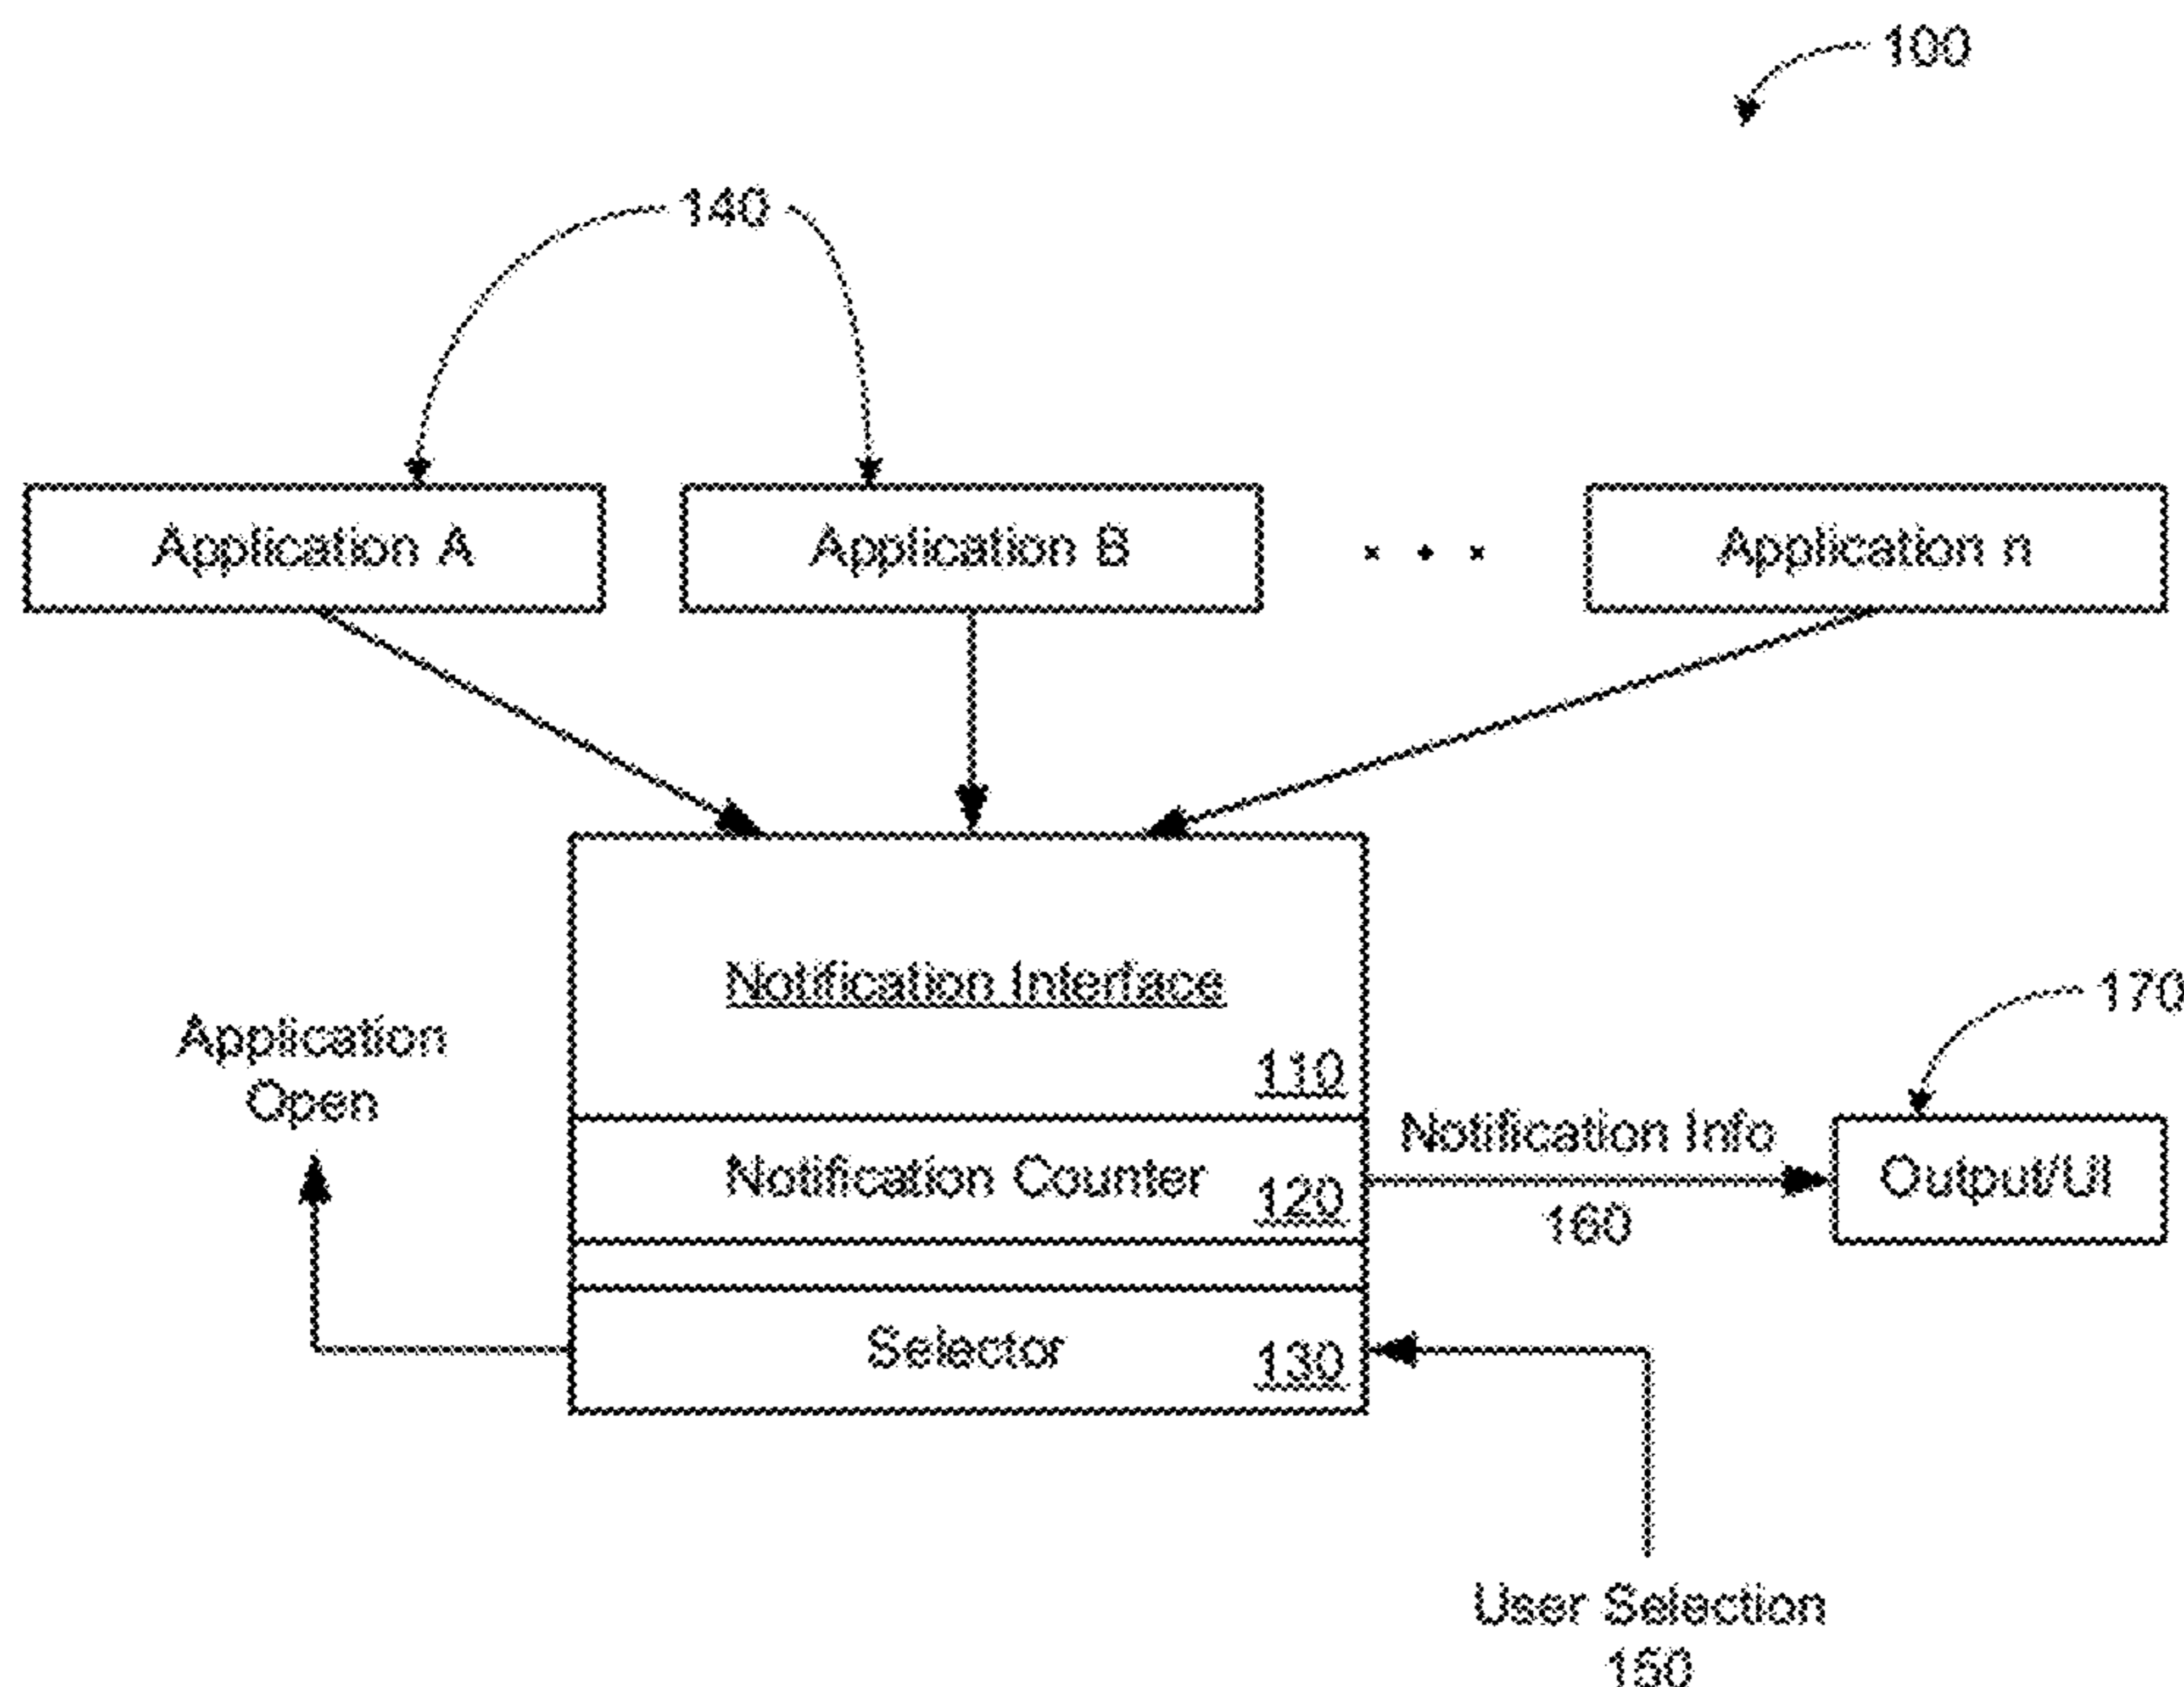 100
140
Application A
Application B
. . .
Application n
Notification Interface
110
170
Application
Open
Notification Info
Notification Counter
120
160
Output/UI
Selector
130
User Selection
150